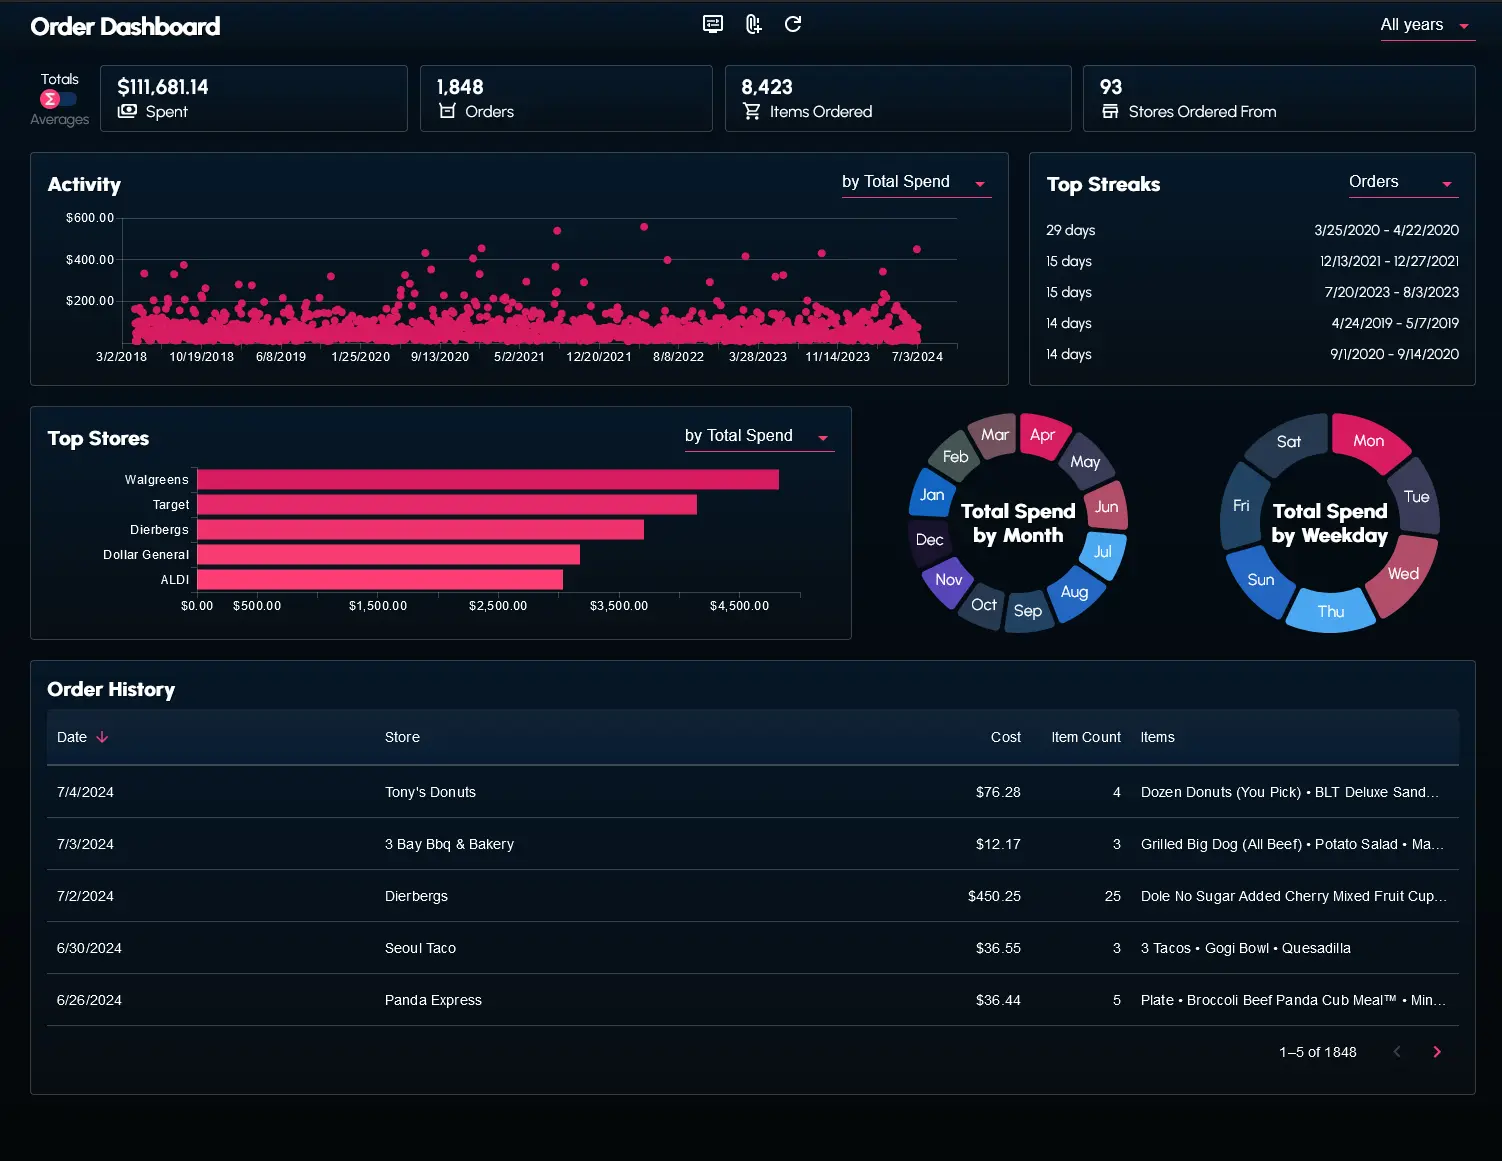 Order Dashboard
All years
Totals
Averages
$111,681.14
Spent
1,848
Orders
8,423
Items Ordered
93
Stores Ordered From
Activity
by Total Spend
$600.00
$400.00
$200.00
3/2/2018 10/19/2018 6/8/2019 1/25/2020 9/13/2020 5/2/2021 12/20/2021 8/8/2022 3/28/2023 11/14/2023 7/3/2024
Top Streaks
Orders
29 days 3/25/2020 - 4/22/2020
15 days 12/13/2021 - 12/27/2021
15 days 7/20/2023 - 8/3/2023
14 days 4/24/2019 - 5/7/2019
14 days 9/1/2020 - 9/14/2020
Top Stores
by Total Spend
Walgreens
Target
Dierbergs
Dollar General
ALDI
$0.00 $500.00 $1,500.00 $2,500.00 $3,500.00 $4,500.00
Total Spend
by Month
Jan
Feb
Mar
Apr
May
Jun
Jul
Aug
Sep
Oct
Nov
Dec
Total Spend
by Weekday
Mon
Tue
Wed
Thu
Sun
Fri
Sat
Order History
Date Store Cost Item Count Items
7/4/2024 Tony's Donuts $76.28 4 Dozen Donuts (You Pick) • BLT Deluxe Sand...
7/3/2024 3 Bay Bbq & Bakery $12.17 3 Grilled Big Dog (All Beef) • Potato Salad • Ma...
7/2/2024 Dierbergs $450.25 25 Dole No Sugar Added Cherry Mixed Fruit Cup...
6/30/2024 Seoul Taco $36.55 3 3 Tacos • Gogi Bowl • Quesadilla
6/26/2024 Panda Express $36.44 5 Plate • Broccoli Beef Panda Cub Meal™ • Min...
1–5 of 1848